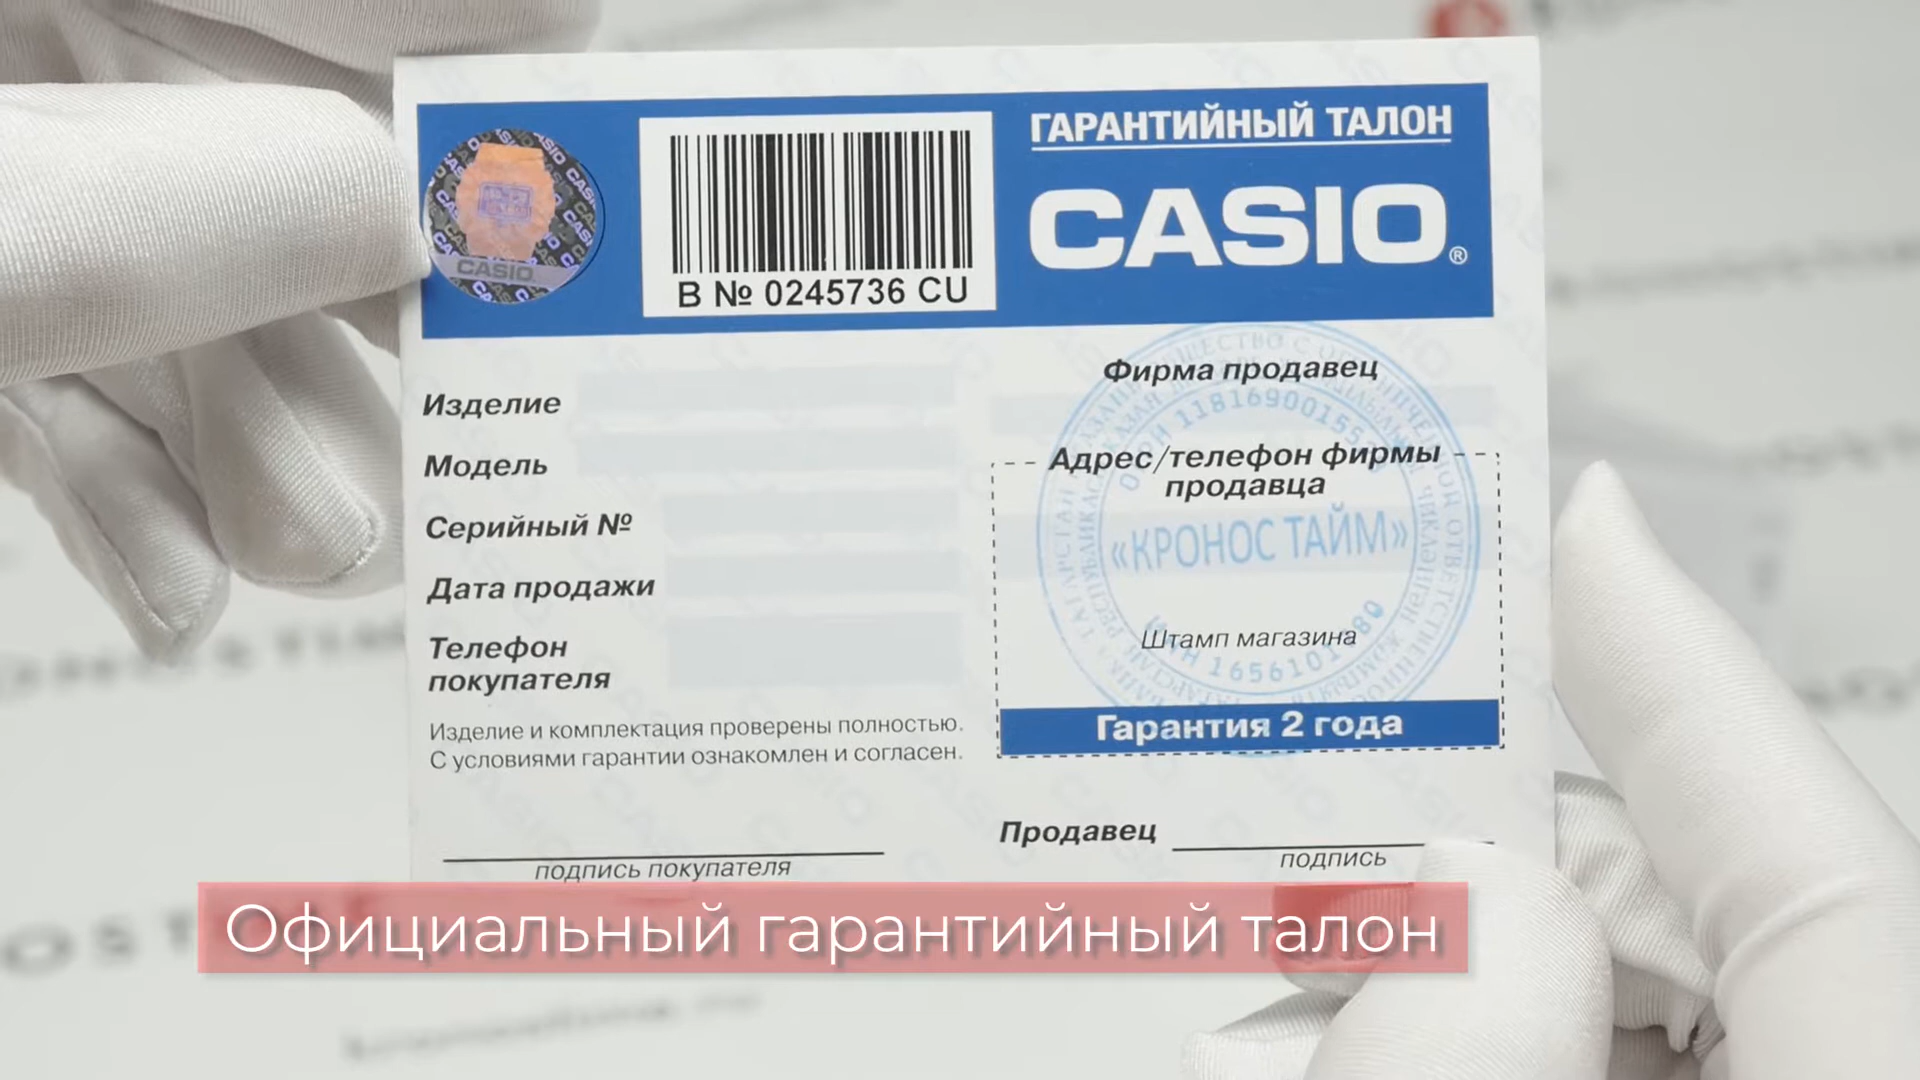 ГАРАНТИЙНЫЙ ТАЛОН
CASIO®
CASIO
B № 0245736 CU
Изделие
Модель
Серийный №
Дата продажи
Телефон
покупателя
Изделие и комплектация проверены полностью.
С условиями гарантии ознакомлен и согласен.
подпись покупателя
Фирма продавец
Адрес/телефон фирмы
продавца
«КРОНОС ТАЙМ»
Штамп магазина
Гарантия 2 года
Продавец
подпись
Официальный гарантийный талон